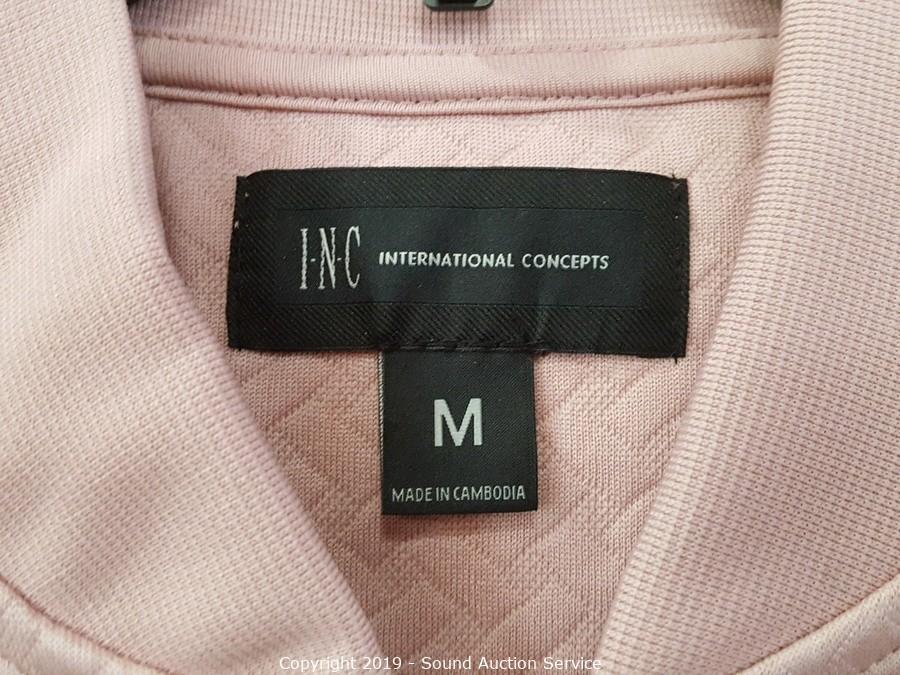 I-N-C INTERNATIONAL CONCEPTS
M
MADE IN CAMBODIA
Copyright 2019 - Sound Auction Service